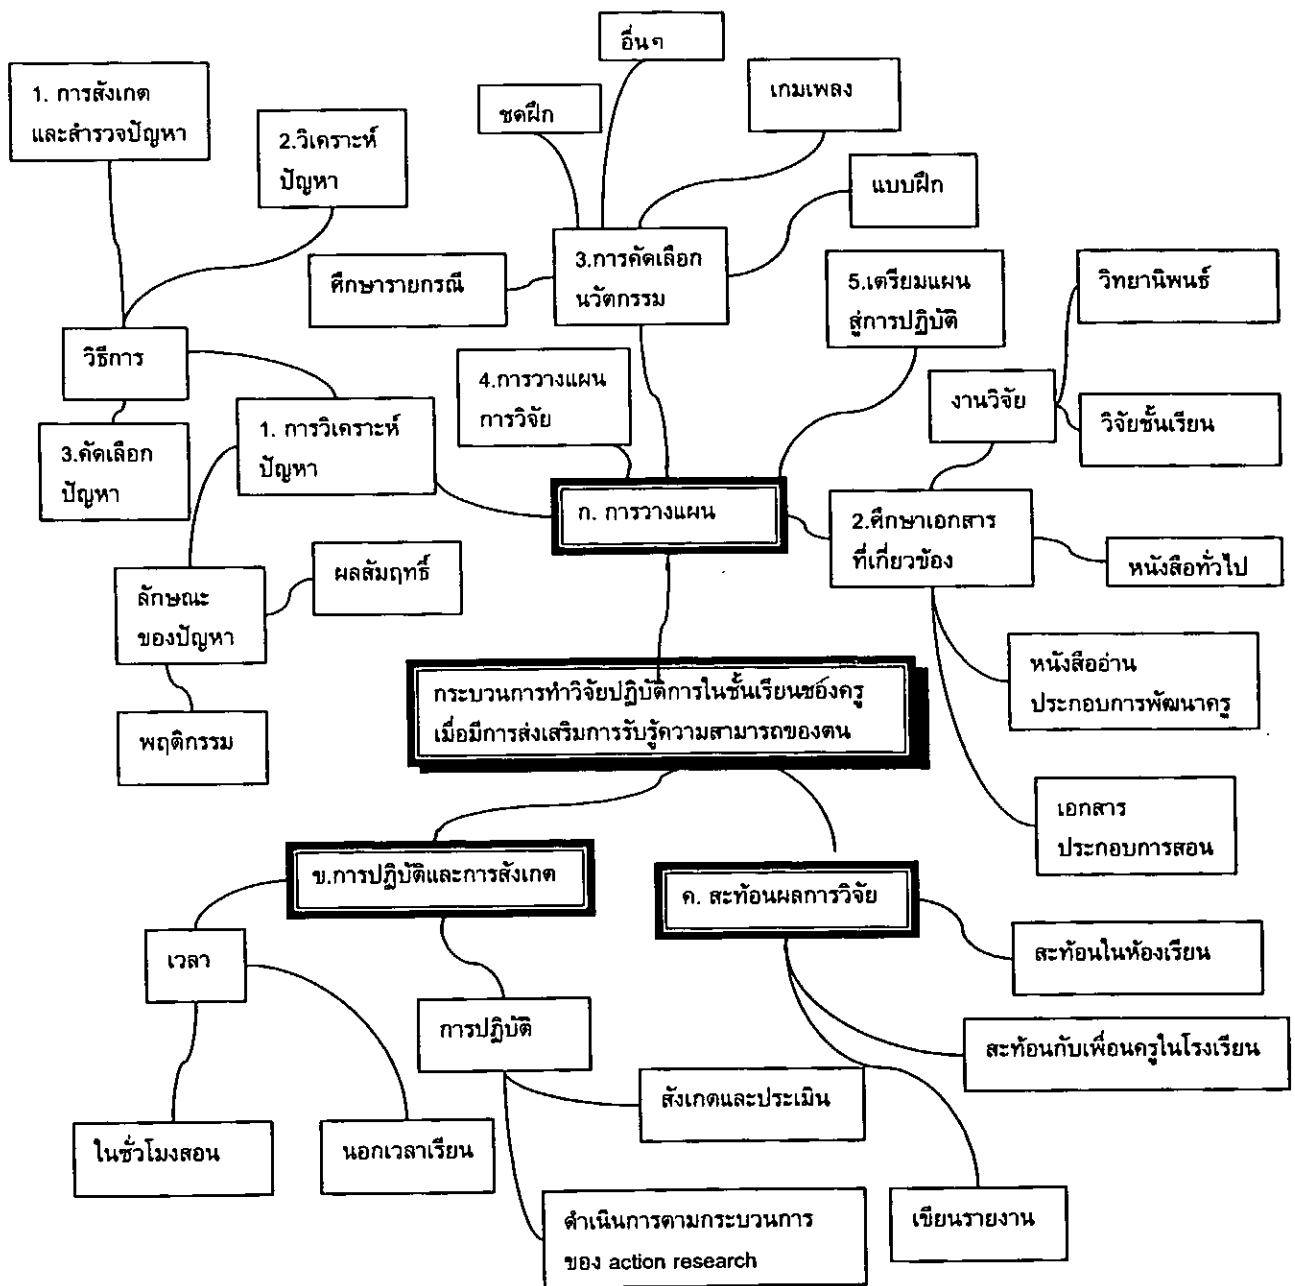 อื่นๆ
1. การสังเกต
และสำรวจปัญหา
เกมเพลง
ชดฝึก
2.วิเคราะห์
ปัญหา
แบบฝึก
3.การคัดเลือก
นวัตกรรม
ศึกษารายกรณี
5.เตรียมแผน
สู่การปฏิบัติ
วิทยานิพนธ์
วิธีการ
4.การวางแผน
การวิจัย
งานวิจัย
วิจัยชั้นเรียน
1. การวิเคราะห์
ปัญหา
3.คัดเลือก
ปัญหา
ก. การวางแผน
2.ศึกษาเอกสาร
ที่เกี่ยวข้อง
หนังสือทั่วไป
ผลสัมฤทธิ์
ลักษณะ
ของปัญหา
หนังสืออ่าน
ประกอบการพัฒนาครู
กระบวนการทำวิจัยปฏิบัติการในชั้นเรียนของครู
เมื่อมีการส่งเสริมการรับรู้ความสามารถของตน
พฤติกรรม
เอกสาร
ประกอบการสอน
ข.การปฏิบัติและการสังเกต
ค. สะท้อนผลการวิจัย
เวลา
สะท้อนในห้องเรียน
การปฏิบัติ
สะท้อนกับเพื่อนครูในโรงเรียน
สังเกตและประเมิน
ในชั่วโมงสอน
นอกเวลาเรียน
ดำเนินการตามกระบวนการ
ของ action research
เขียนรายงาน